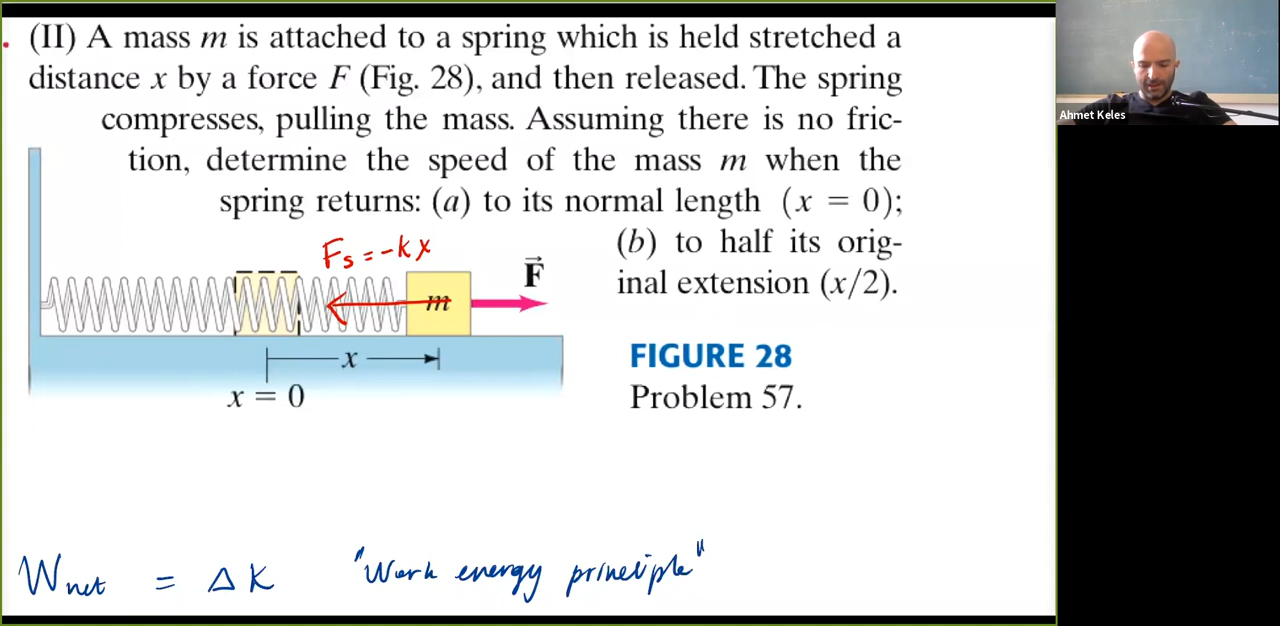 . (II) A mass m is attached to a spring which is held stretched a
distance x by a force F (Fig. 28), and then released. The spring
compresses, pulling the mass. Assuming there is no fric-
tion, determine the speed of the mass m when the
spring returns: (a) to its normal length (x = 0);
(b) to half its orig-
inal extension (x/2).
Fs = -kx
F⃗
m
x
x = 0
FIGURE 28
Problem 57.
Wnet = ΔK "Work energy principle"
Ahmet Keles